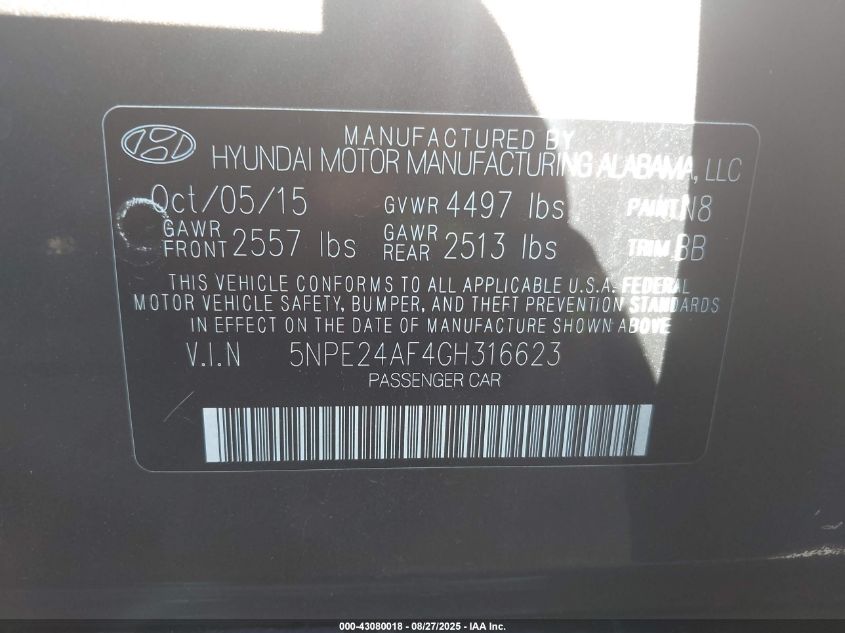 MANUFACTURED BY
HYUNDAI MOTOR MANUFACTURING ALABAMA, LLC
Oct/05/15 GVWR 4497 lbs PAINT N8
GAWR FRONT 2557 lbs GAWR REAR 2513 lbs TRIM BB
THIS VEHICLE CONFORMS TO ALL APPLICABLE U.S.A. FEDERAL
MOTOR VEHICLE SAFETY, BUMPER, AND THEFT PREVENTION STANDARDS
IN EFFECT ON THE DATE OF MANUFACTURE SHOWN ABOVE
V.I.N 5NPE24AF4GH316623
PASSENGER CAR
000-43080018 - 08/27/2025 - IAA Inc.